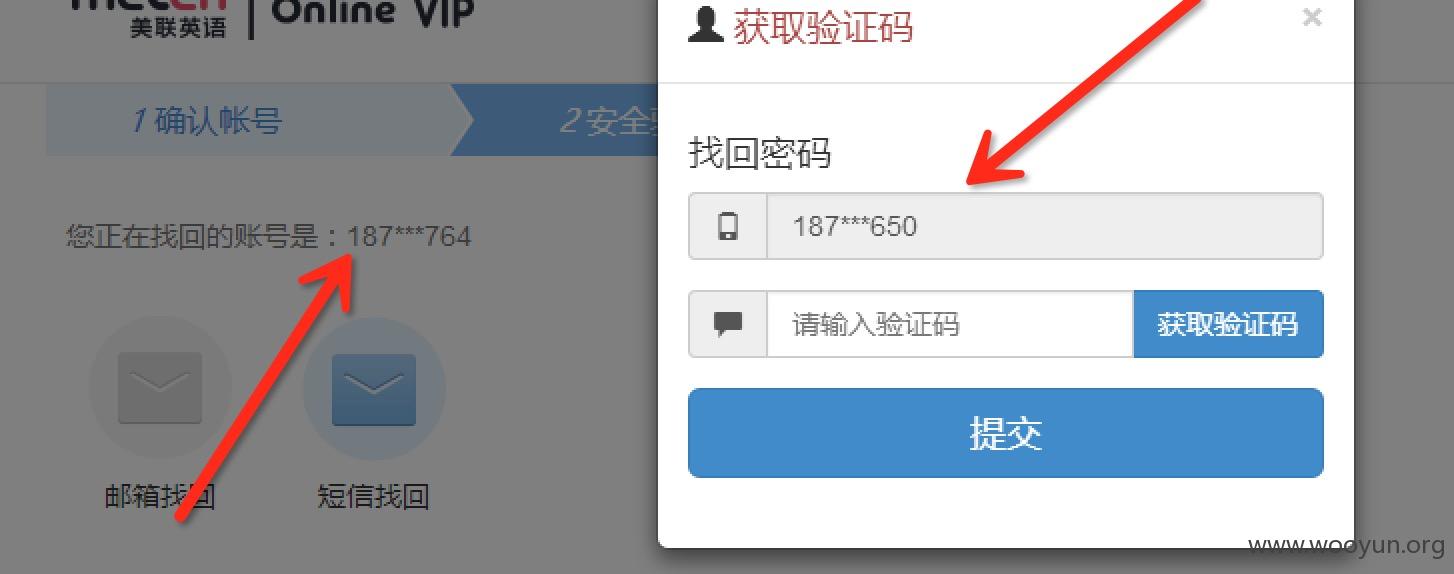 美联英语
Online VIP
1 确认帐号
2 安全
您正在找回的账号是：187***764
邮箱找回
短信找回
获取验证码
×
找回密码
187***650
请输入验证码
获取验证码
提交
www.wooyun.org